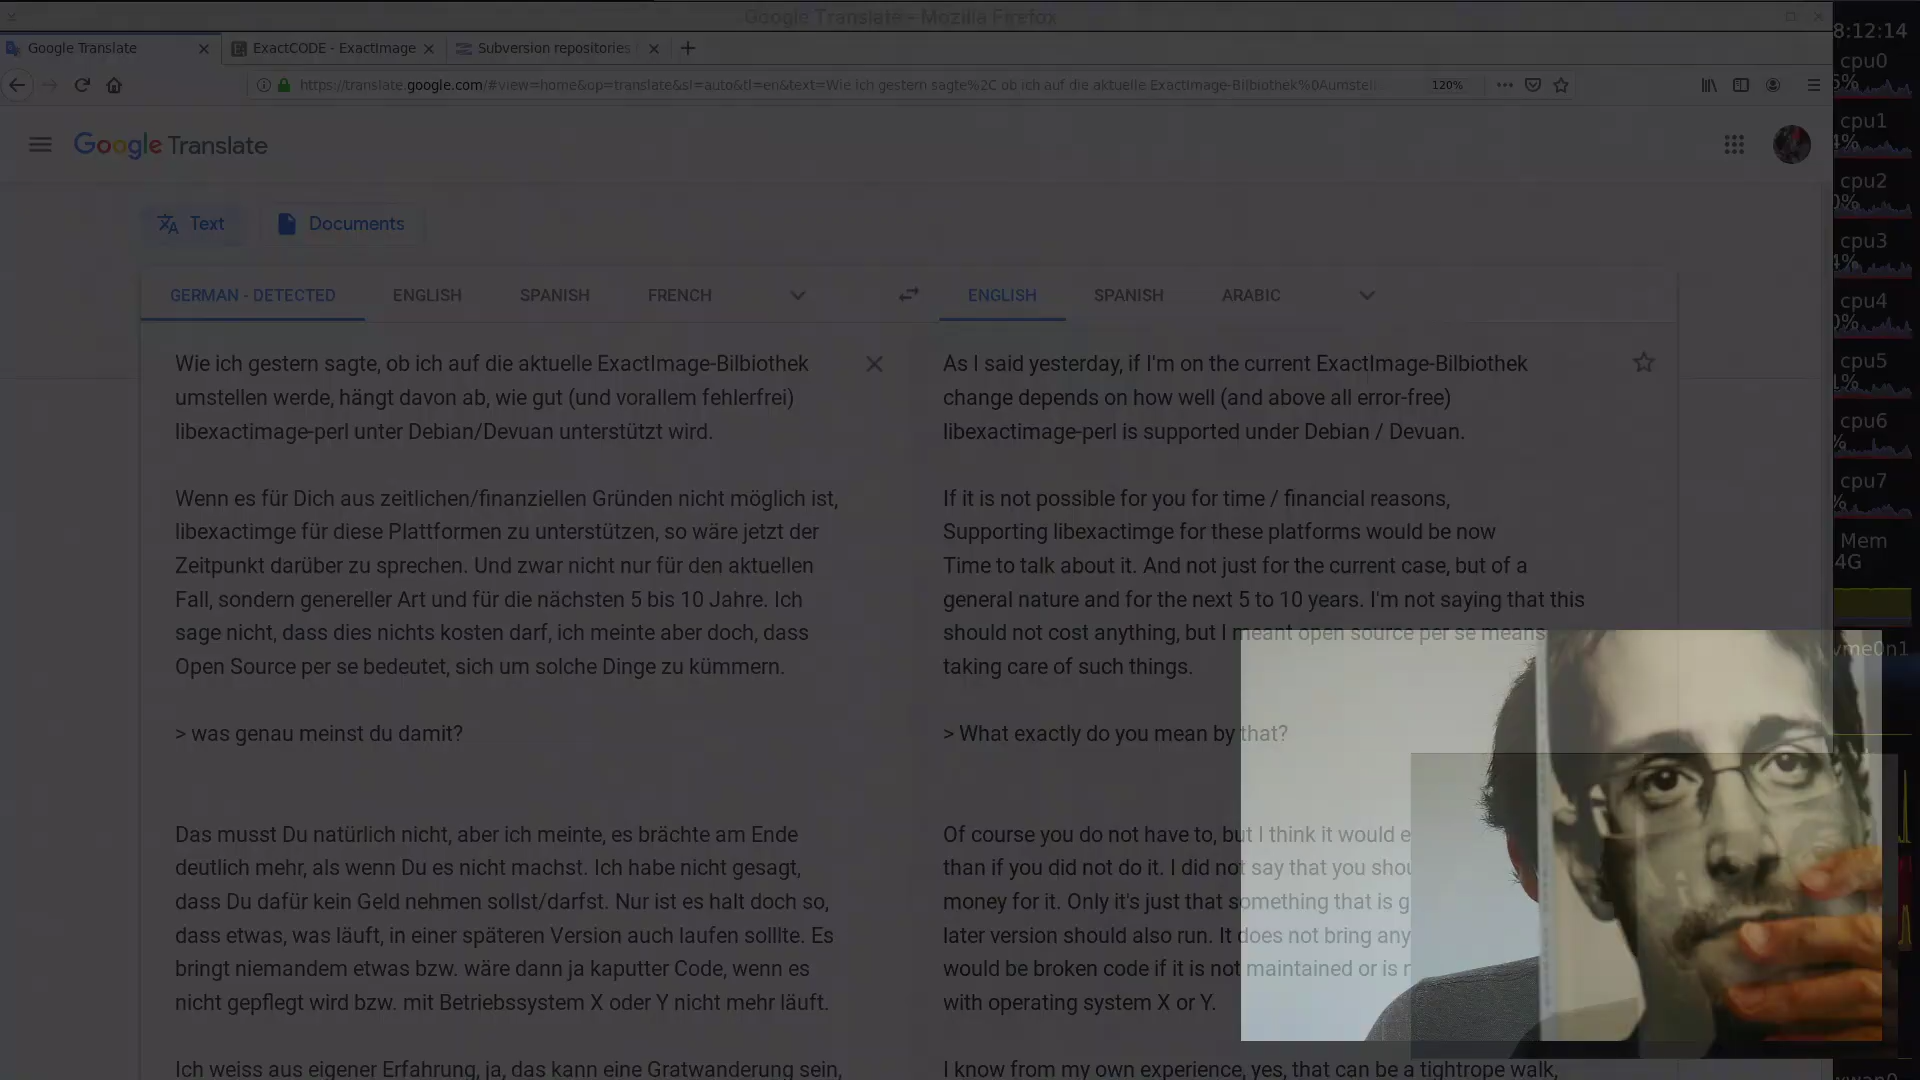 Google Translate - Mozilla Firefox
Google Translate
ExactCODE - ExactImage
Subversion repositories
https://translate.google.com/#view=home&op=translate&sl=auto&tl=en&text=Wie ich gestern sagte%2C ob ich auf die aktuelle ExactImage-Bilbiothek%0Aumstell
120%
Google Translate
Text
Documents
GERMAN - DETECTED
ENGLISH
SPANISH
FRENCH
ENGLISH
SPANISH
ARABIC
Wie ich gestern sagte, ob ich auf die aktuelle ExactImage-Bilbiothek
umstellen werde, hängt davon ab, wie gut (und vorallem fehlerfrei)
libexactimage-perl unter Debian/Devuan unterstützt wird.
Wenn es für Dich aus zeitlichen/finanziellen Gründen nicht möglich ist,
libexactimge für diese Plattformen zu unterstützen, so wäre jetzt der
Zeitpunkt darüber zu sprechen. Und zwar nicht nur für den aktuellen
Fall, sondern genereller Art und für die nächsten 5 bis 10 Jahre. Ich
sage nicht, dass dies nichts kosten darf, ich meinte aber doch, dass
Open Source per se bedeutet, sich um solche Dinge zu kümmern.
> was genau meinst du damit?
Das musst Du natürlich nicht, aber ich meinte, es brächte am Ende
deutlich mehr, als wenn Du es nicht machst. Ich habe nicht gesagt,
dass Du dafür kein Geld nehmen sollst/darfst. Nur ist es halt doch so,
dass etwas, was läuft, in einer späteren Version auch laufen solllte. Es
bringt niemandem etwas bzw. wäre dann ja kaputter Code, wenn es
nicht gepflegt wird bzw. mit Betriebssystem X oder Y nicht mehr läuft.
Ich weiss aus eigener Erfahrung, ja, das kann eine Gratwanderung sein,
As I said yesterday, if I'm on the current ExactImage-Bilbiothek
change depends on how well (and above all error-free)
libexactimage-perl is supported under Debian / Devuan.
If it is not possible for you for time / financial reasons,
Supporting libexactimge for these platforms would be now
Time to talk about it. And not just for the current case, but of a
general nature and for the next 5 to 10 years. I'm not saying that this
should not cost anything, but I meant open source per se means
taking care of such things.
> What exactly do you mean by that?
Of course you do not have to, but I think it would e
than if you did not do it. I did not say that you shou
money for it. Only it's just that something that is g
later version should also run. It does not bring any
would be broken code if it is not maintained or is r
with operating system X or Y.
I know from my own experience, yes, that can be a tightrope walk,
8:12:14
cpu0
5%
cpu1
4%
cpu2
0%
cpu3
4%
cpu4
0%
cpu5
1%
cpu6
%
cpu7
%
Mem
4G
vme0n1